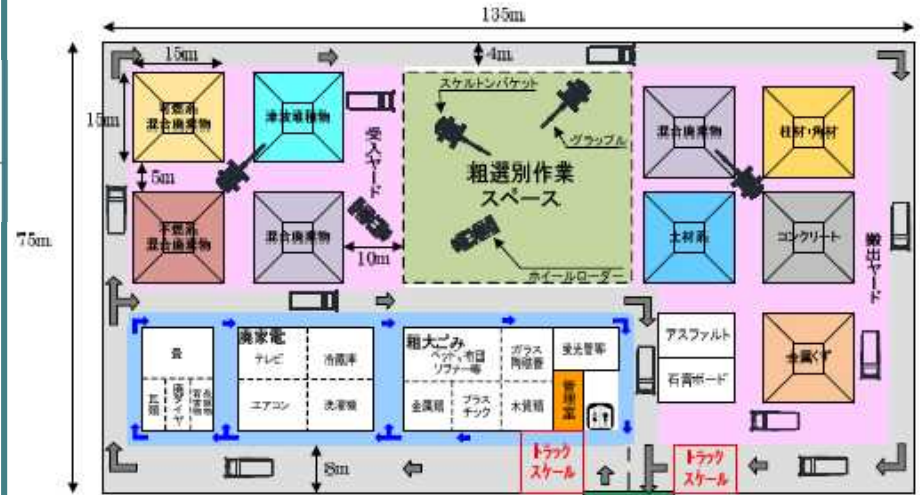 135m
15m
4m
スケルトンバケット
15m
可燃系
混合廃棄物
津波堆積物
受入ヤード
グラップル
粗選別作業
スペース
混合廃棄物
柱材・角材
5m
75m
不燃系
混合廃棄物
混合廃棄物
10m
ホイールローダー
土材系
コンクリート
搬出ヤード
畳
瓦類
廃タイヤ
廃家電
テレビ
冷蔵庫
エアコン
洗濯機
粗大ごみ
ベッド、布団
ソファー等
ガラス
陶磁器
蛍光管等
金属類
プラス
チック
木質類
管理室
アスファルト
石膏ボード
金属くず
8m
トラック
スケール
トラック
スケール